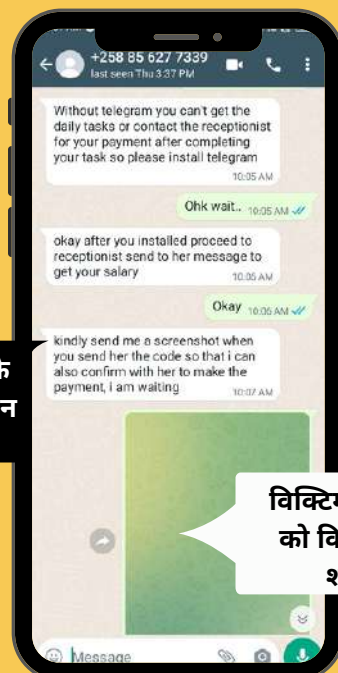 +258 85 627 7339
last seen Thu 3:37 PM
Without telegram you can't get the
daily tasks or contact the receptionist
for your payment after completing
your task so please install telegram
10:05 AM
Ohk wait.. 10:05 AM
okay after you installed proceed to
receptionist send to her message to
get your salary
10:05 AM
Okay 10:06 AM
kindly send me a screenshot when
you send her the code so that i can
also confirm with her to make the
payment, i am waiting
10:07 AM
को
Message